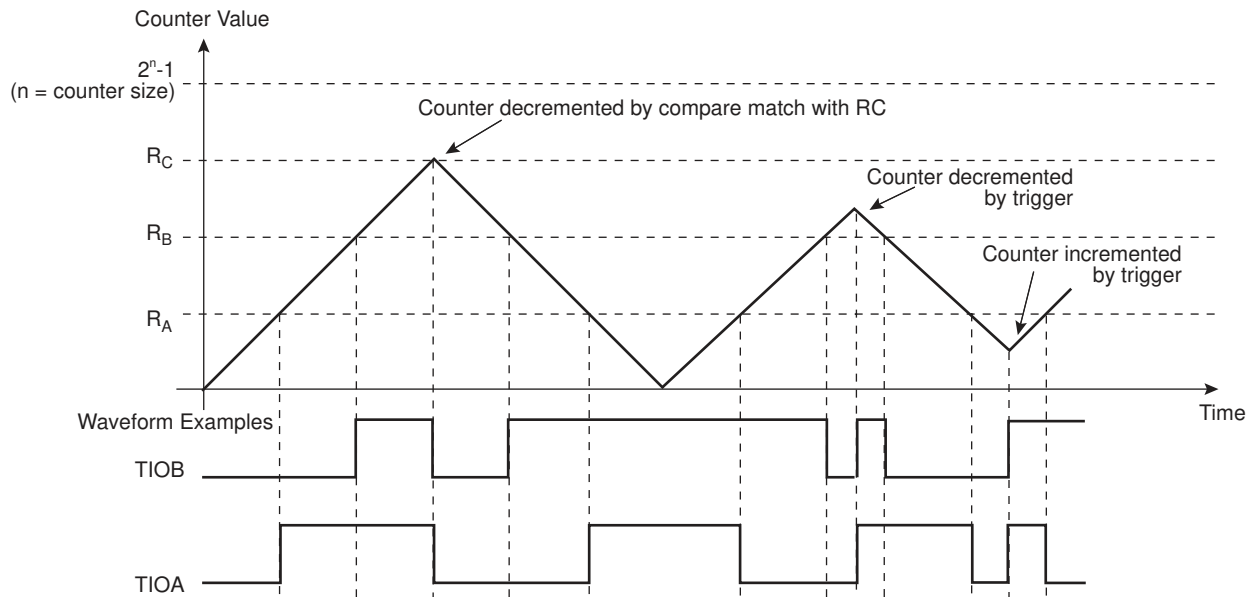 Counter Value
2ⁿ-1
(n = counter size)
Counter decremented by compare match with RC
R_C
Counter decremented
by trigger
R_B
Counter incremented
by trigger
R_A
Time
Waveform Examples
TIOB
TIOA